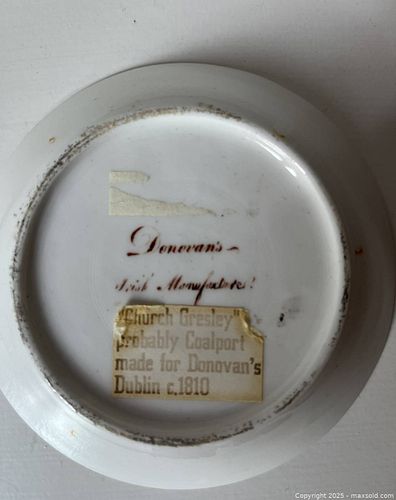 Donovan's
Irish Manufacture!
"Church Gresley"
probably Coalport
made for Donovan's
Dublin c.1810
Copyright 2025 - maxsold.com